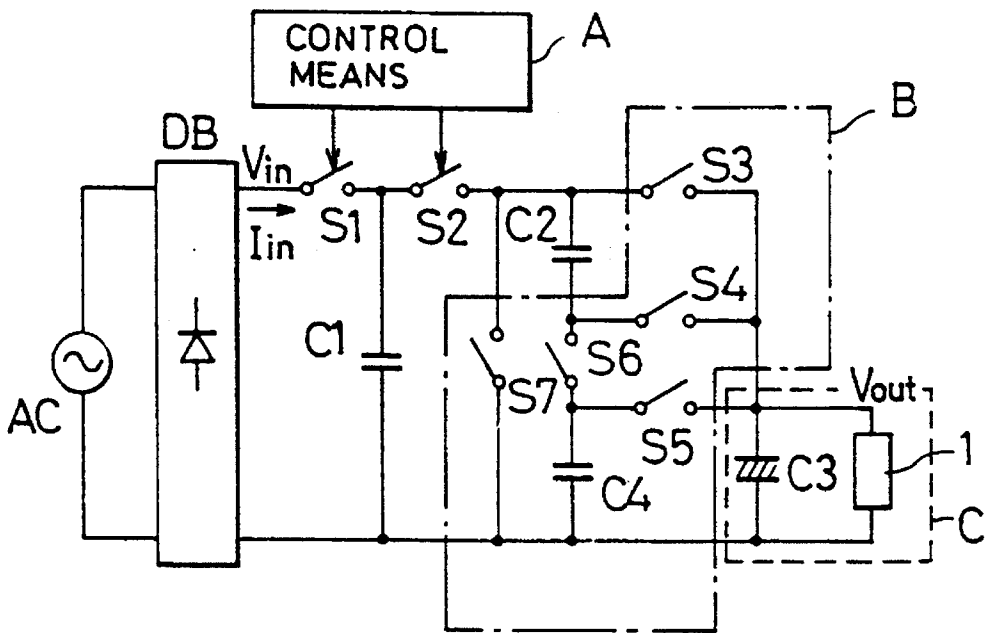 CONTROL
MEANS
A
DB
B
Vin
S3
S1
S2
C2
Iin
S4
C1
S6
S7
Vout
AC
S5
1
C3
C4
C